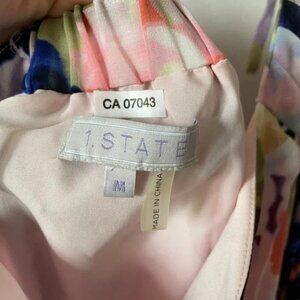 CA 07043
1. STATE
M
MADE IN CHINA